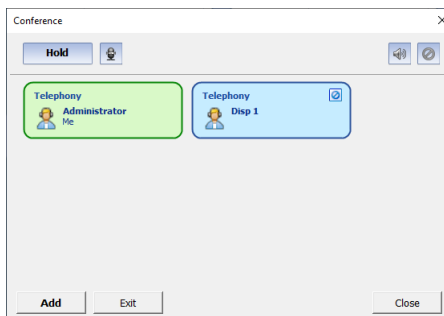 Conference
Hold
Telephony
Administrator
Me
Telephony
Disp 1
Add
Exit
Close